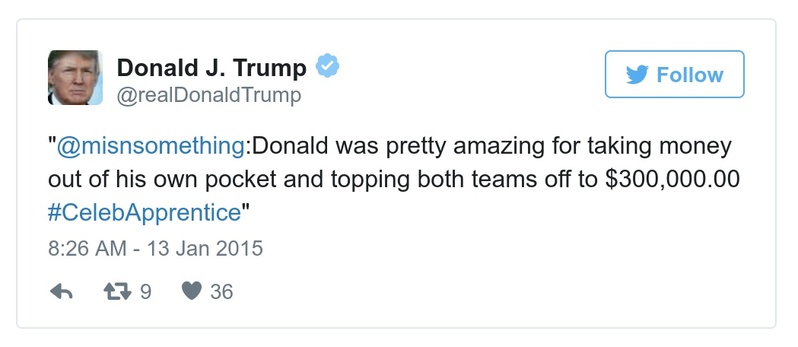 Donald J. Trump
@realDonaldTrump
Follow
"@misnsomething:Donald was pretty amazing for taking money
out of his own pocket and topping both teams off to $300,000.00
#CelebApprentice"
8:26 AM - 13 Jan 2015
9
36